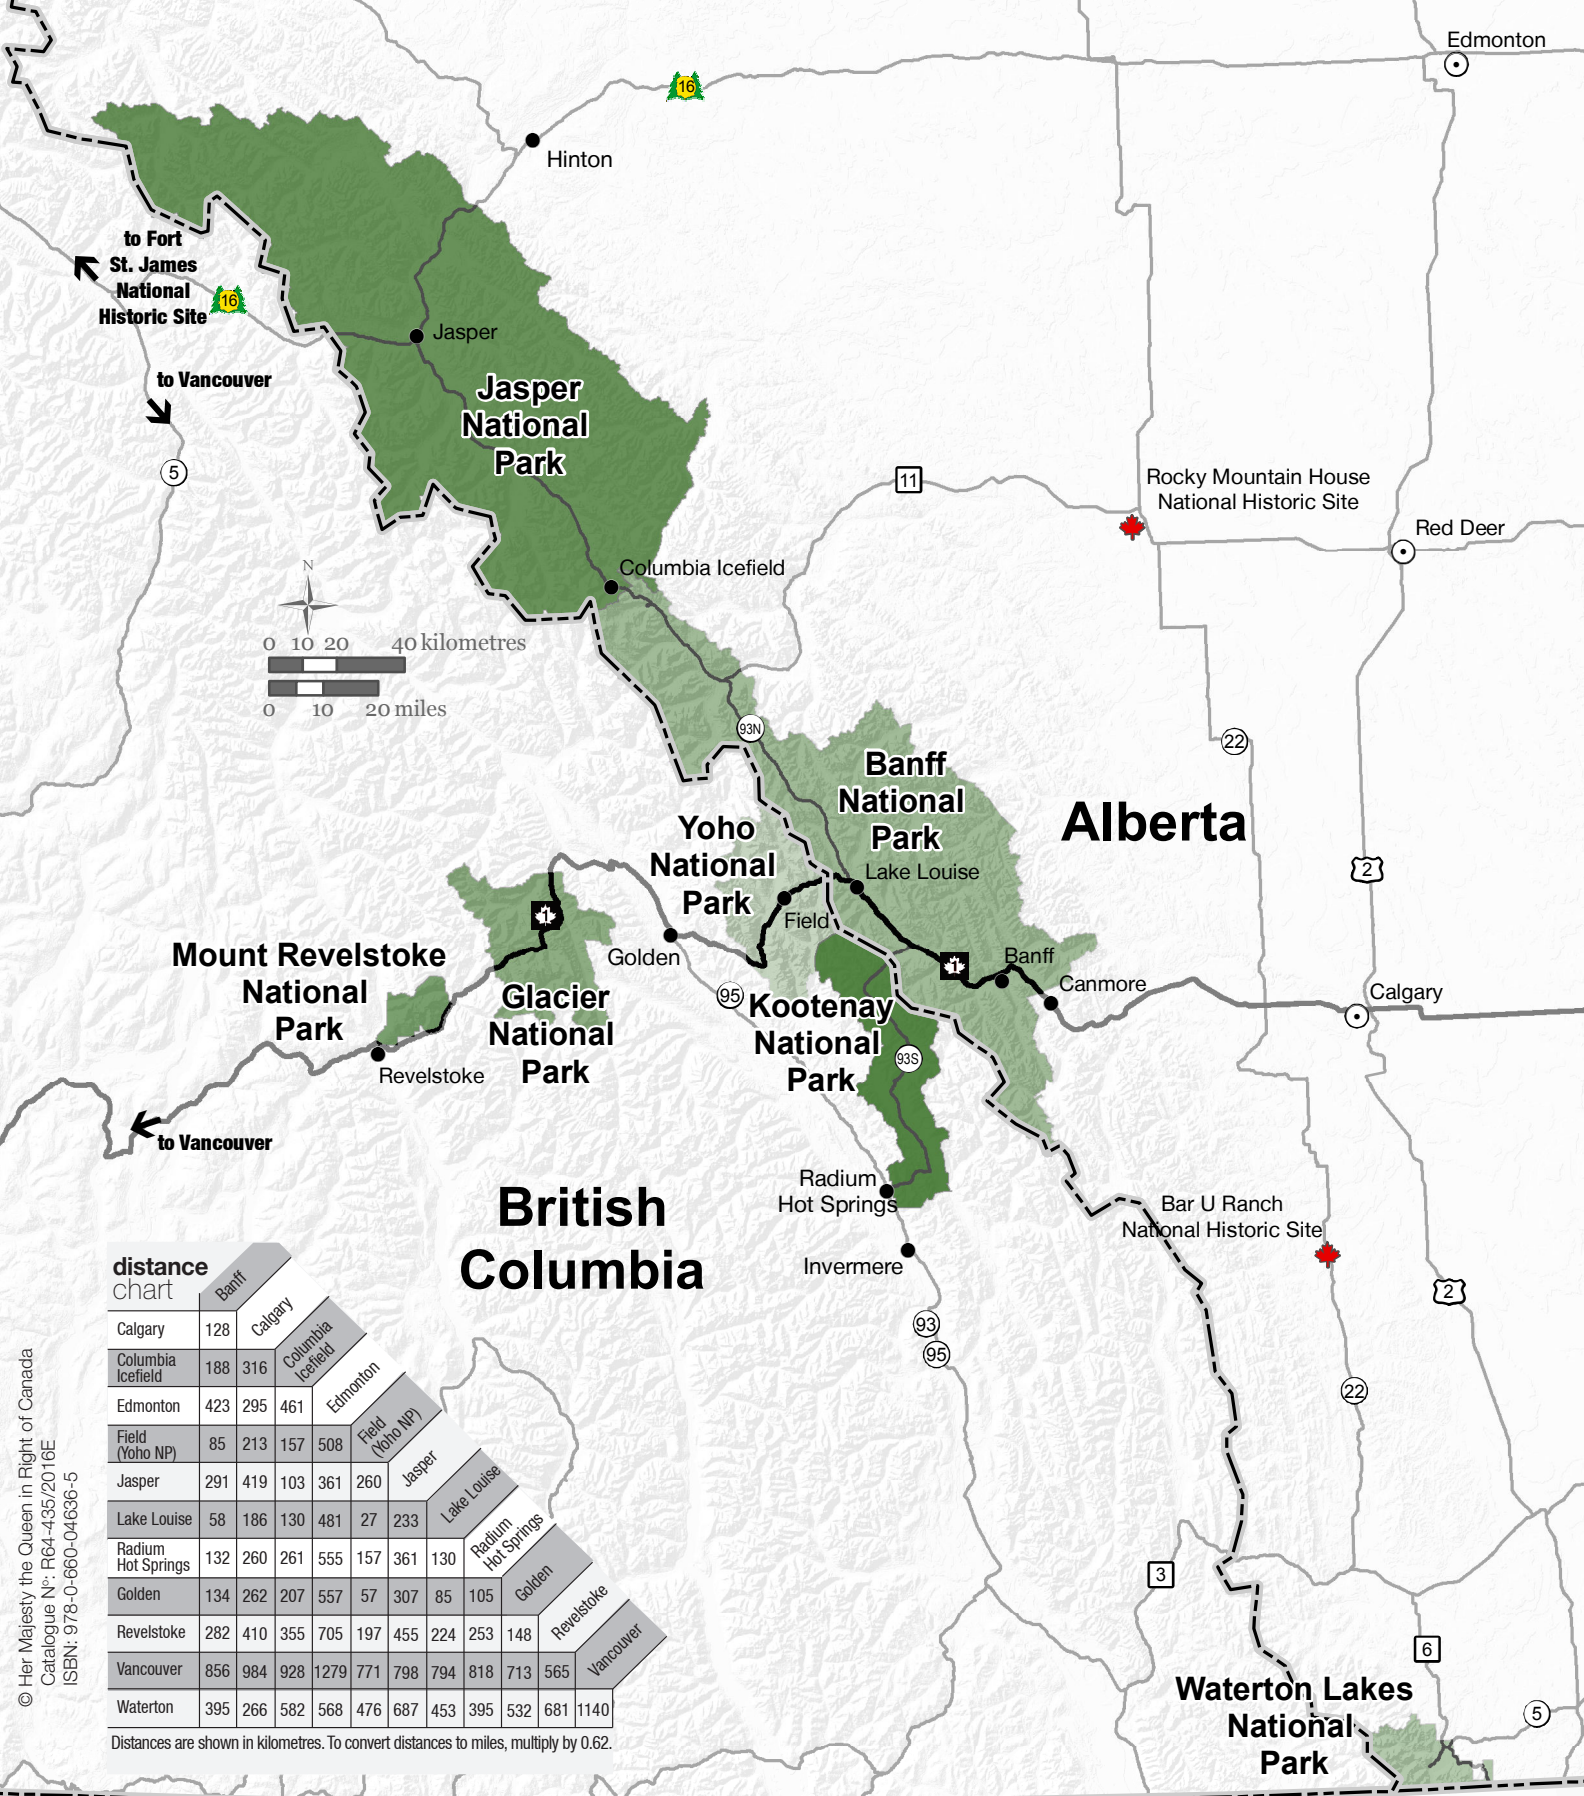 Edmonton
16
Hinton
to Fort
St. James
National
Historic Site
16
Jasper
to Vancouver
Jasper
National
Park
5
11
Rocky Mountain House
National Historic Site
Red Deer
Columbia Icefield
N
0 10 20 40 kilometres
0 10 20 miles
93N
22
Banff
National
Park
Alberta
Yoho
National
Park
2
Lake Louise
1
Field
Mount Revelstoke
National
Park
Golden
1
Banff
Canmore
95
Calgary
Glacier
National
Park
Kootenay
National
Park
93S
Revelstoke
to Vancouver
Radium
Hot Springs
British
Columbia
Bar U Ranch
National Historic Site
Invermere
2
93
95
22
3
6
5
Waterton Lakes
National
Park
distance
chart
Banff
Calgary 128 Calgary
Columbia
Icefield 188 316 Columbia
Icefield
Edmonton 423 295 461 Edmonton
Field
(Yoho NP) 85 213 157 508 Field
(Yoho NP)
Jasper 291 419 103 361 260 Jasper
Lake Louise 58 186 130 481 27 233 Lake Louise
Radium
Hot Springs 132 260 261 555 157 361 130 Radium
Hot Springs
Golden 134 262 207 557 57 307 85 105 Golden
Revelstoke 282 410 355 705 197 455 224 253 148 Revelstoke
Vancouver 856 984 928 1279 771 798 794 818 713 565 Vancouver
Waterton 395 266 582 568 476 687 453 395 532 681 1140
Distances are shown in kilometres. To convert distances to miles, multiply by 0.62.
© Her Majesty the Queen in Right of Canada
Catalogue Nº: R64-435/2016E
ISBN: 978-0-660-04636-5